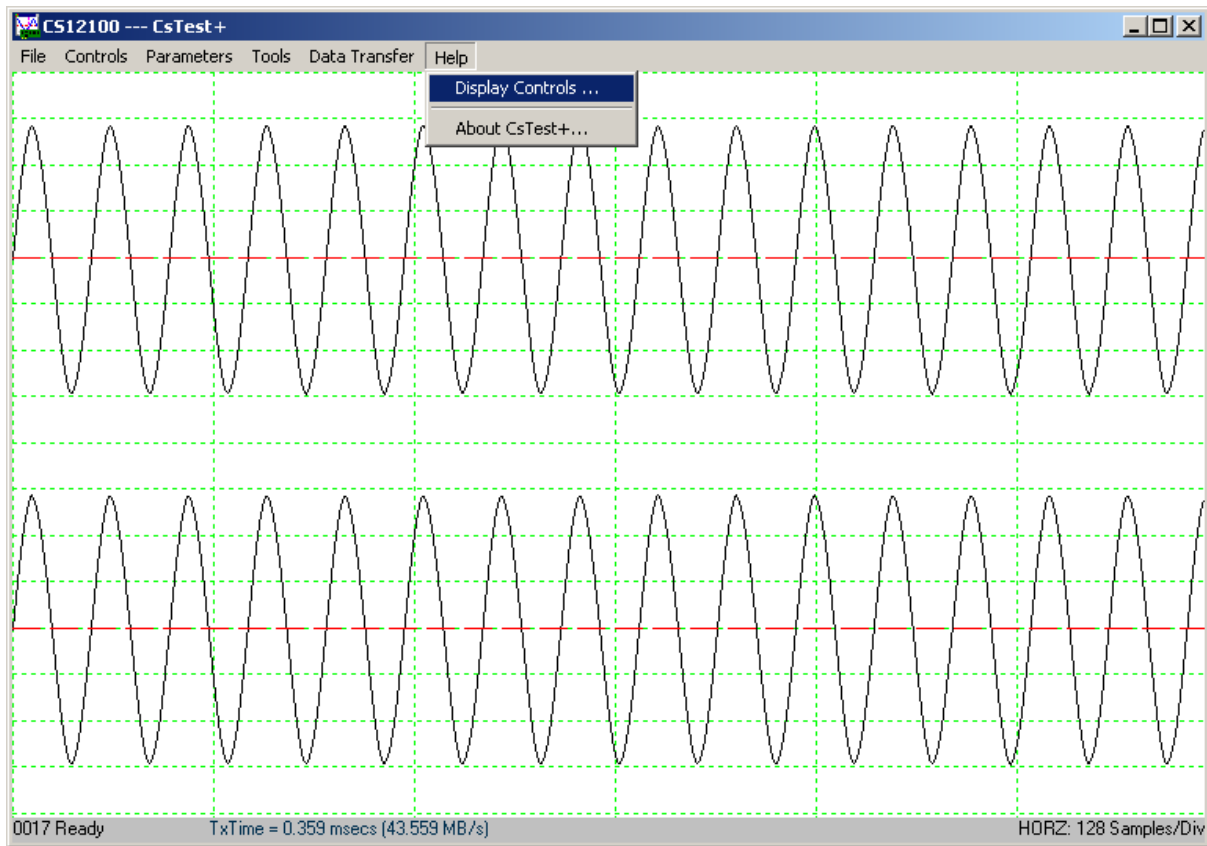 CS12100 --- CsTest+
File Controls Parameters Tools Data Transfer Help
Display Controls ...
About CsTest+...
0017 Ready TxTime = 0.359 msecs (43.559 MB/s) HORZ: 128 Samples/Div